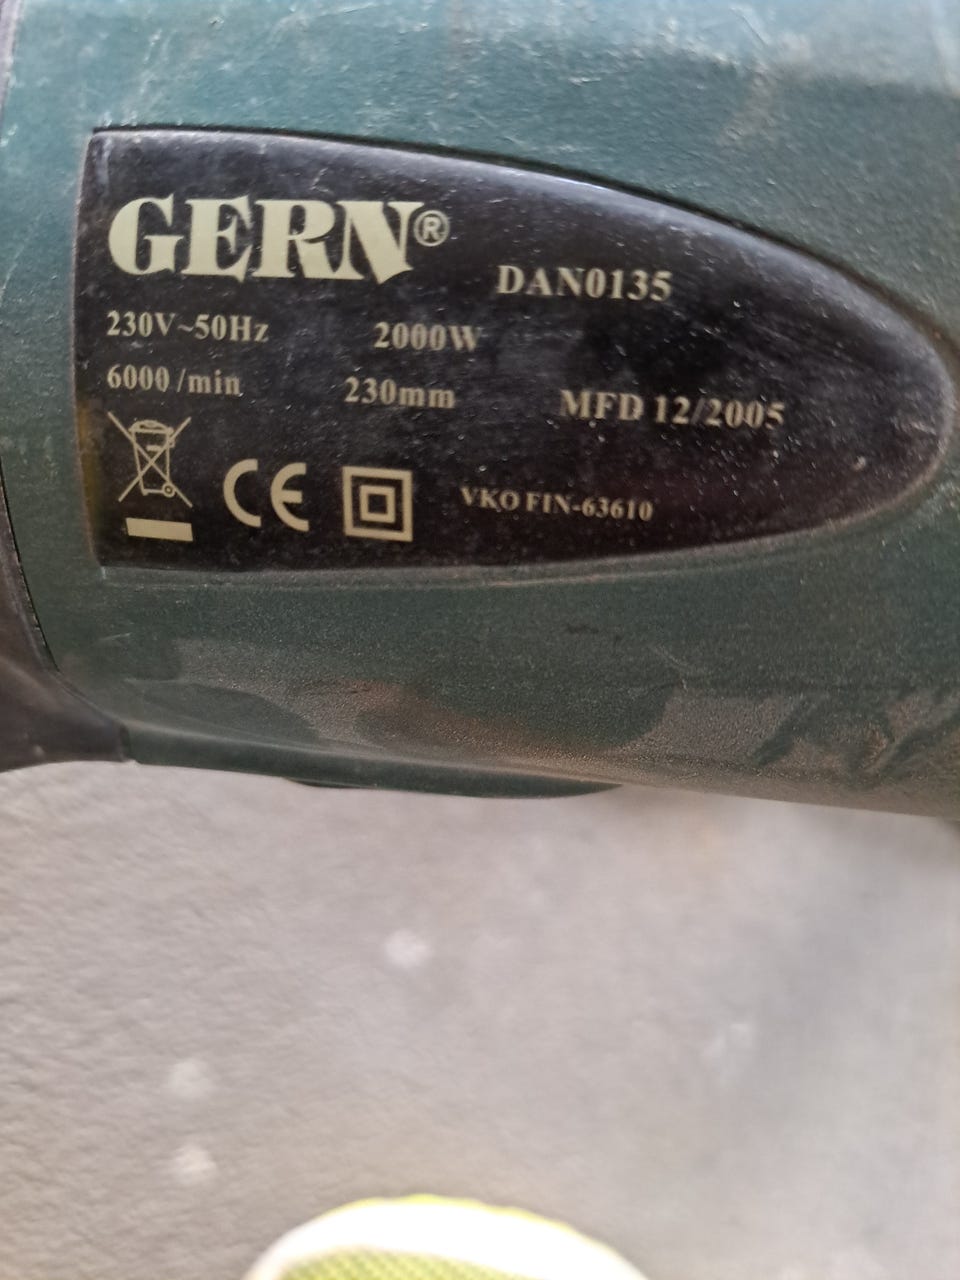 GERN®
DAN0135
230V~50Hz 2000W
6000 /min 230mm MFD 12/2005
CE VKO FIN-63610